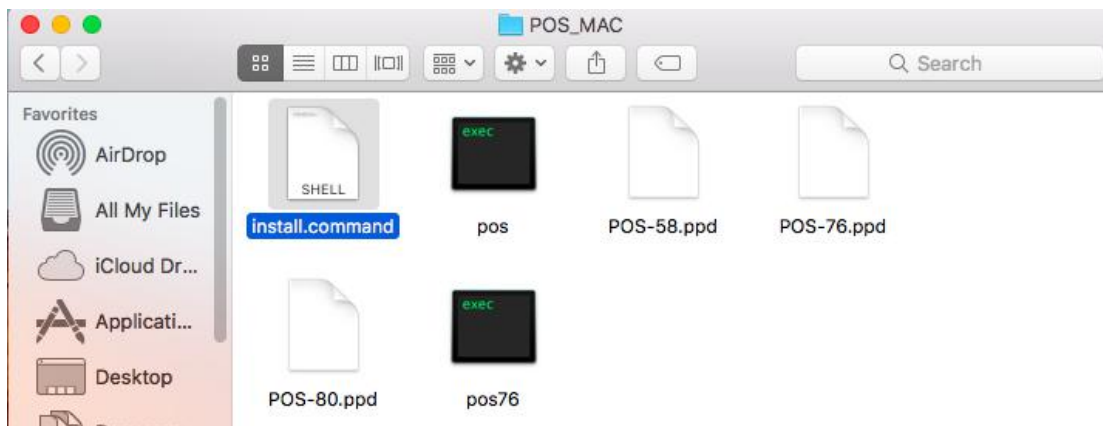 POS_MAC
Search
Favorites
AirDrop
All My Files
iCloud Dr...
Applicati...
Desktop
SHELL
install.command
exec
pos
POS-58.ppd
POS-76.ppd
POS-80.ppd
exec
pos76